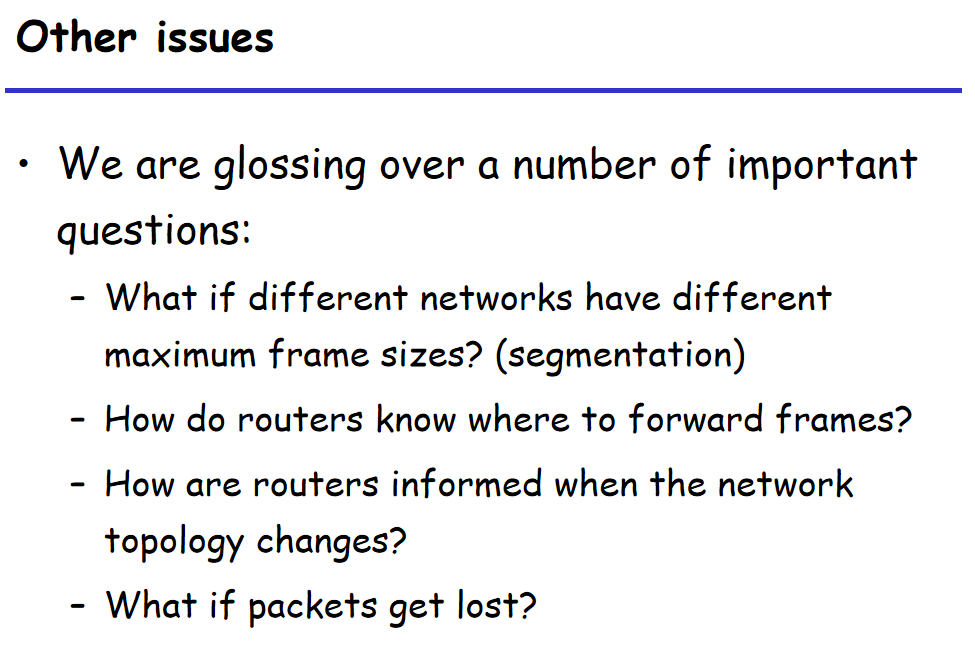 Other issues
• We are glossing over a number of important
questions:
– What if different networks have different
maximum frame sizes? (segmentation)
– How do routers know where to forward frames?
– How are routers informed when the network
topology changes?
– What if packets get lost?